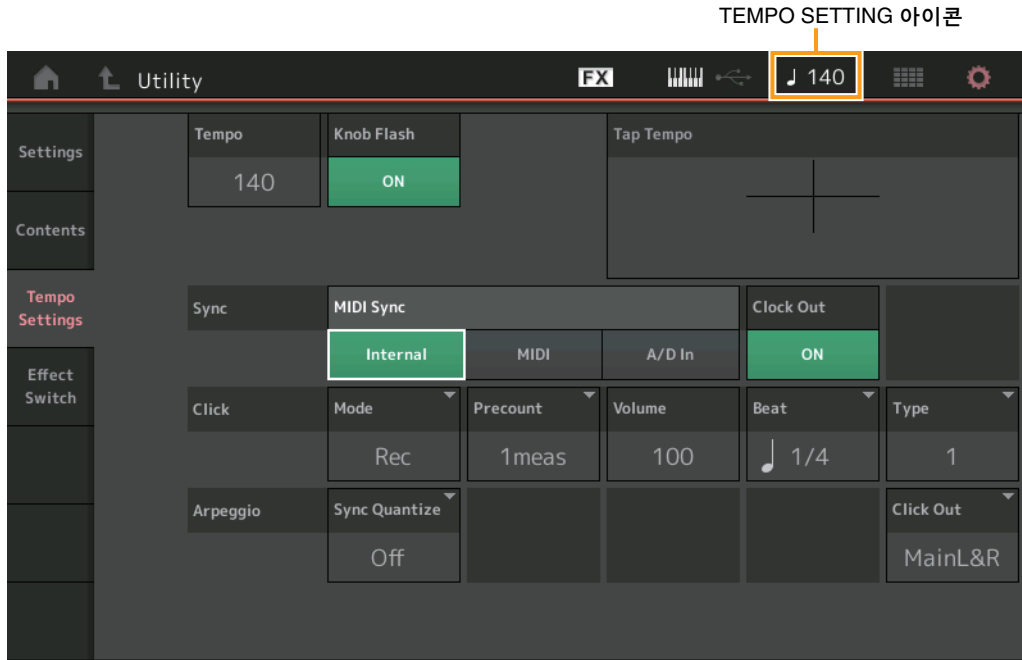 TEMPO SETTING 아이콘
Utility
FX
♩ 140
Settings
Contents
Tempo
Settings
Effect
Switch
Tempo
140
Knob Flash
ON
Tap Tempo
Sync
MIDI Sync
Internal
MIDI
A/D In
Clock Out
ON
Click
Mode
Rec
Precount
1meas
Volume
100
Beat
♩ 1/4
Type
1
Arpeggio
Sync Quantize
Off
Click Out
MainL&R